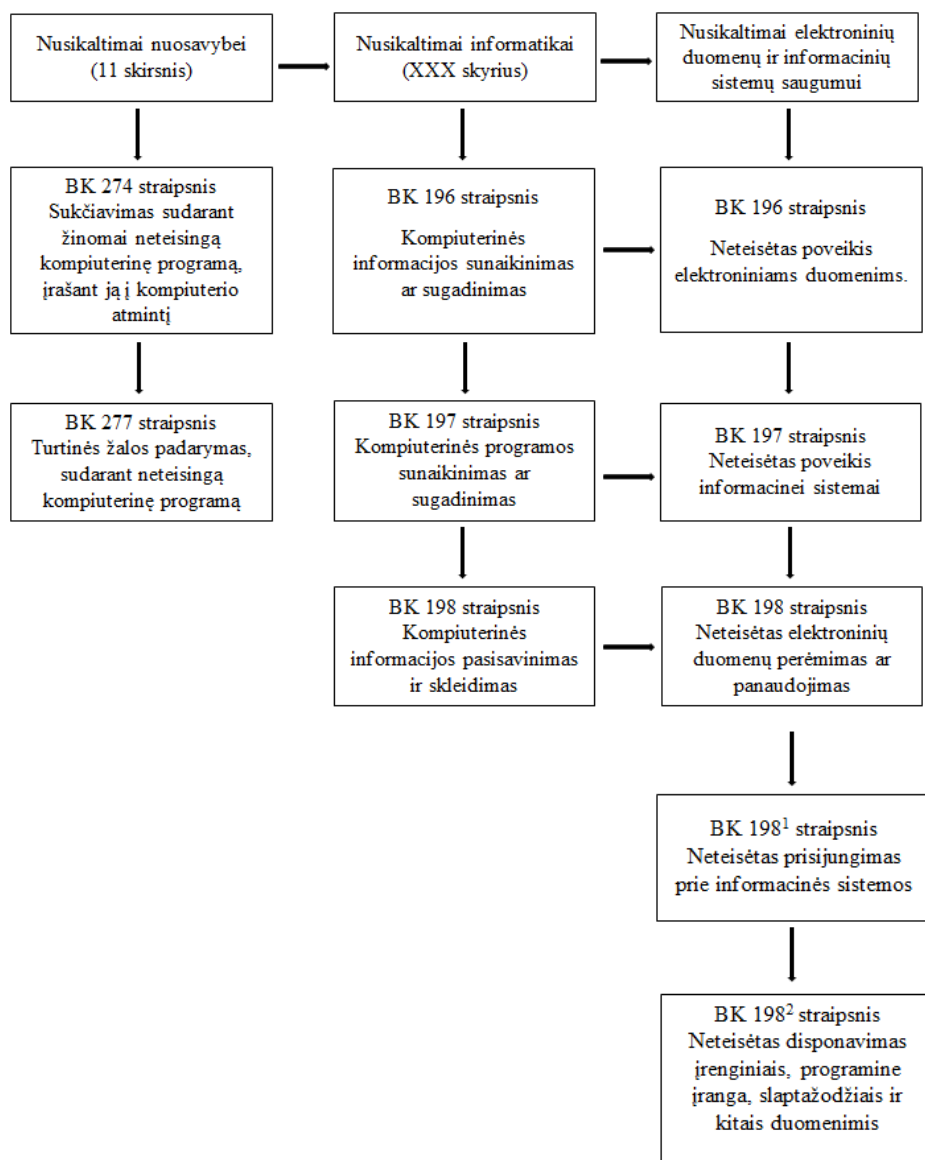 Nusikaltimai nuosavybei
(11 skirsnis)
Nusikaltimai informatikai
(XXX skyrius)
Nusikaltimai elektroninių
duomenų ir informacinių
sistemų saugumui
BK 274 straipsnis
Sukčiavimas sudarant
žinomai neteisingą
kompiuterinę programą,
įrašant ją į kompiuterio
atmintį
BK 196 straipsnis
Kompiuterinės
informacijos sunaikinimas
ar sugadinimas
BK 196 straipsnis
Neteisėtas poveikis
elektroniniams duomenims.
BK 277 straipsnis
Turtinės žalos padarymas,
sudarant neteisingą
kompiuterinę programą
BK 197 straipsnis
Kompiuterinės programos
sunaikinimas ar
sugadinimas
BK 197 straipsnis
Neteisėtas poveikis
informacinei sistemai
BK 198 straipsnis
Kompiuterinės
informacijos pasisavinimas
ir skleidimas
BK 198 straipsnis
Neteisėtas elektroninių
duomenų perėmimas ar
panaudojimas
BK 198¹ straipsnis
Neteisėtas prisijungimas
prie informacinės sistemos
BK 198² straipsnis
Neteisėtas disponavimas
įrenginiais, programine
įranga, slaptažodžiais ir
kitais duomenimis